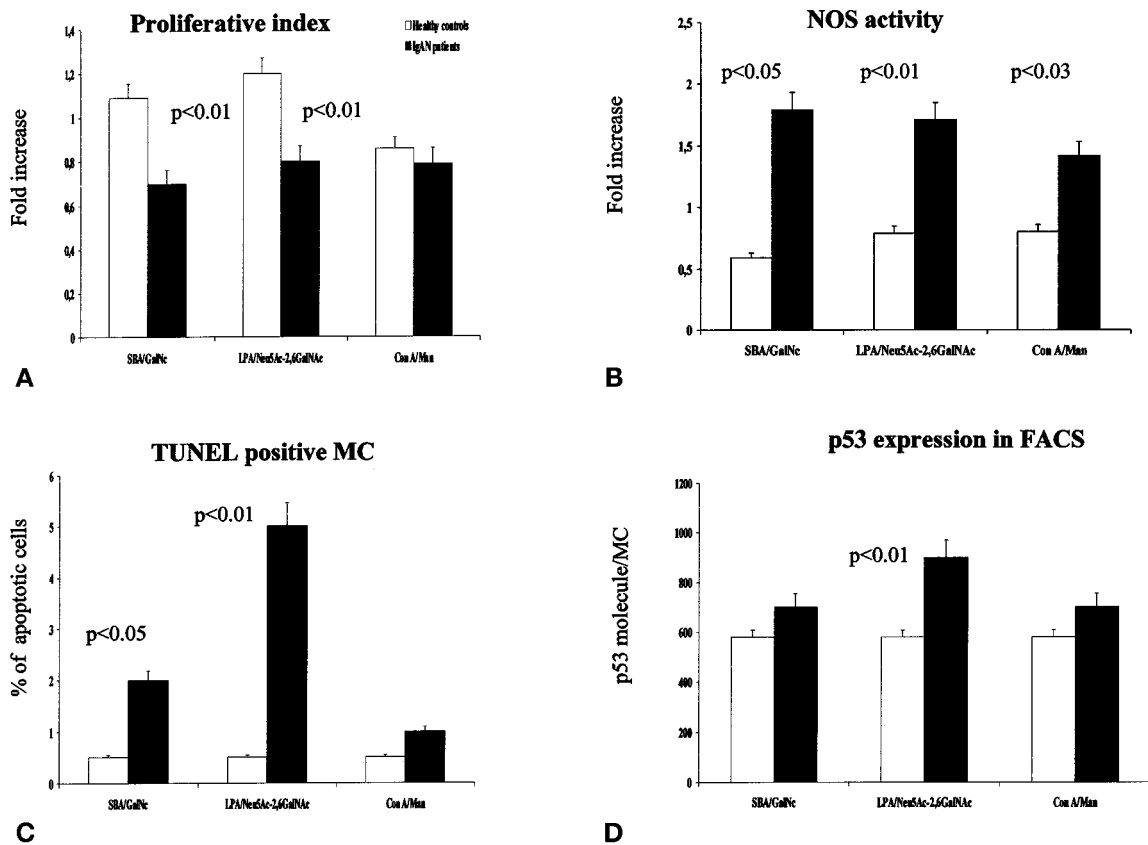 Proliferative index
Healthy controls
IgAN patients
Fold increase
1,4
1,2
1
0,8
0,6
0,4
0,2
0
p<0.01
p<0.01
SBA/GalNc
LPA/Neu5Ac-2,6GalNAc
Con A/Man
A
NOS activity
Fold increase
2,5
2
1,5
1
0,5
0
p<0.05
p<0.01
p<0.03
SBA/GalNc
LPA/Neu5Ac-2,6GalNAc
Con A/Man
B
TUNEL positive MC
% of apoptotic cells
6
5
4
3
2
1
0
p<0.05
p<0.01
SBA/GalNc
LPA/Neu5Ac-2,6GalNAc
Con A/Man
C
p53 expression in FACS
p53 molecule/MC
1200
1000
800
600
400
200
0
p<0.01
SBA/GalNc
LPA/Neu5Ac-2,6GalNAc
Con A/Man
D